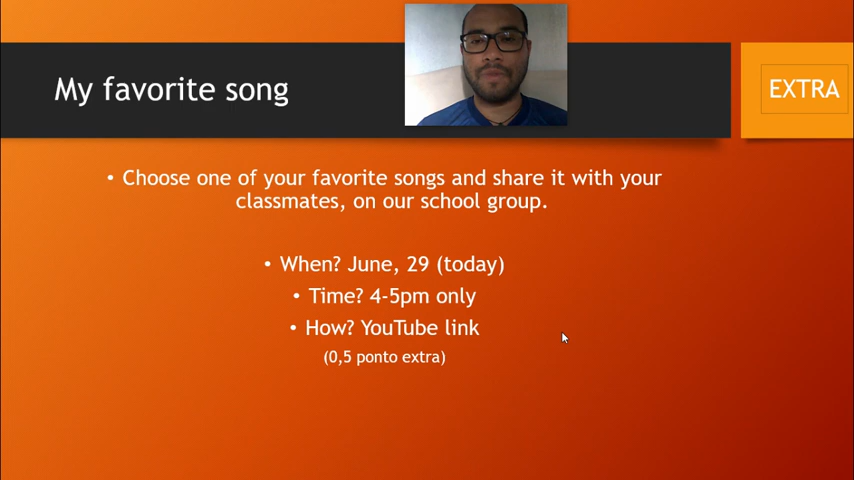 My favorite song
EXTRA
• Choose one of your favorite songs and share it with your
classmates, on our school group.
• When? June, 29 (today)
• Time? 4-5pm only
• How? YouTube link
(0,5 ponto extra)